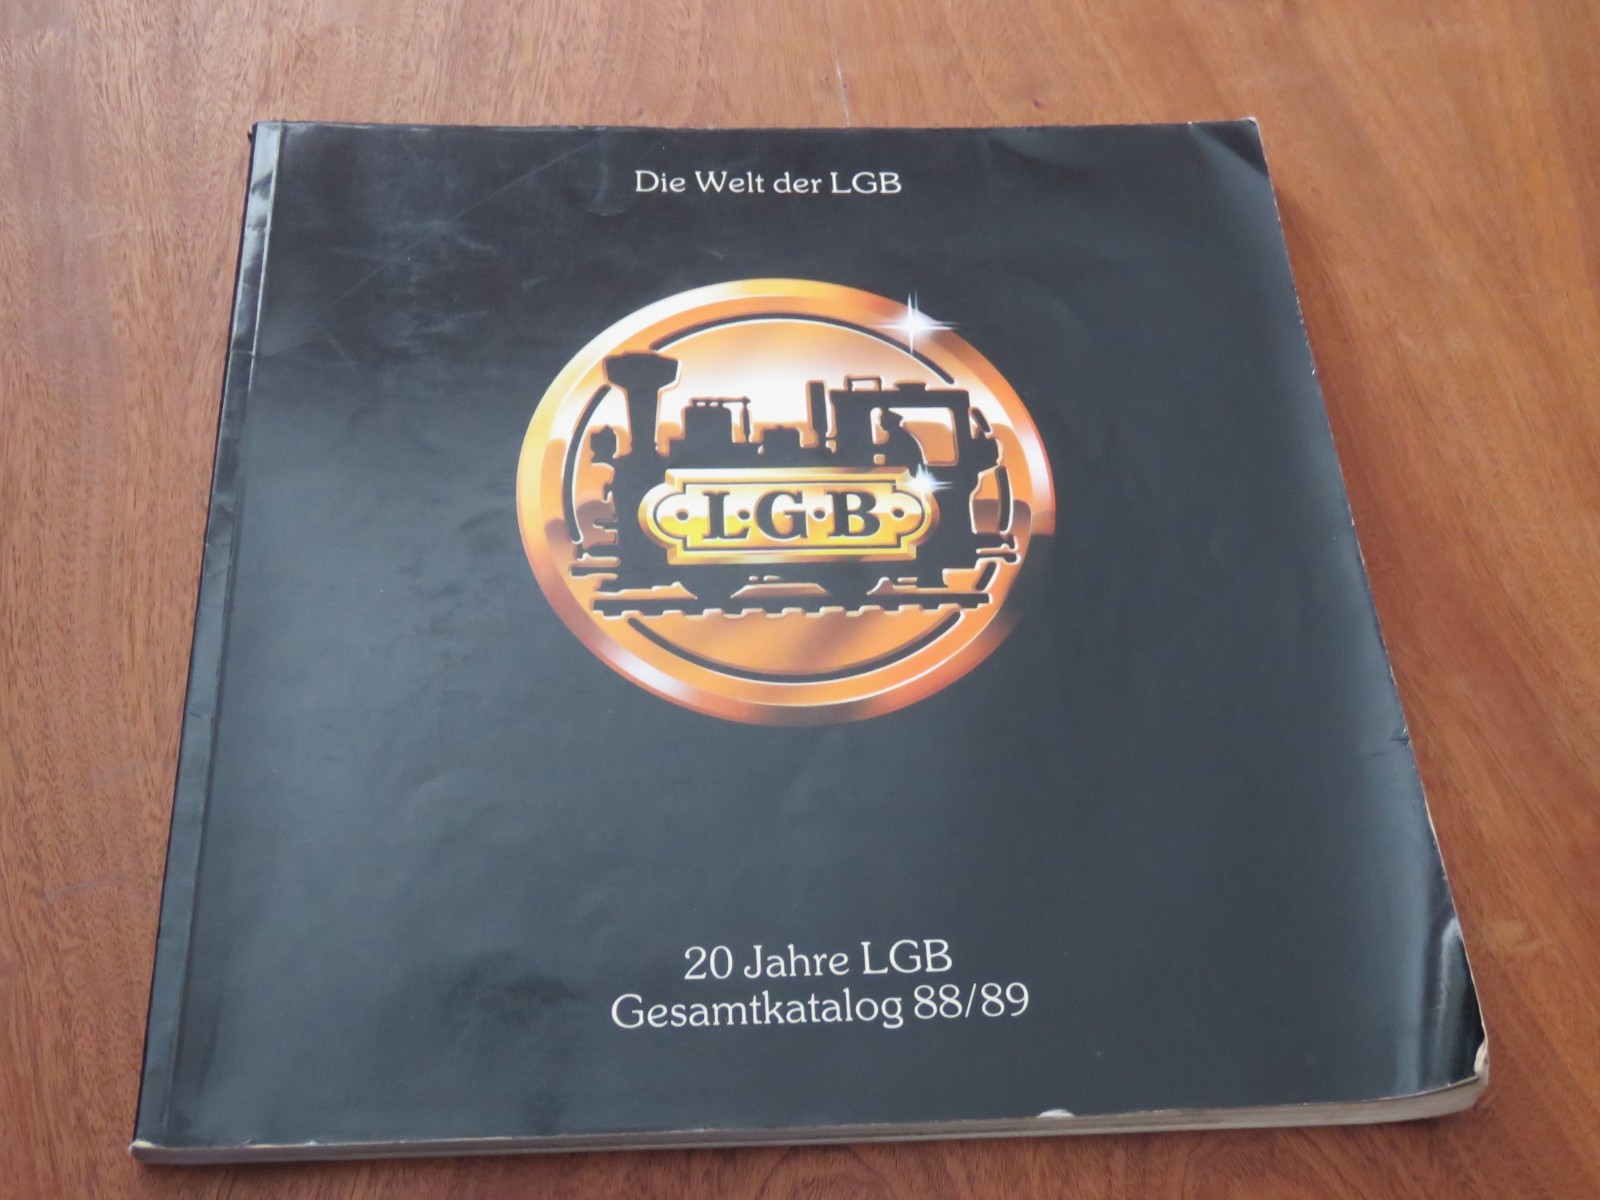 Die Welt der LGB
L·G·B
20 Jahre LGB
Gesamtkatalog 88/89